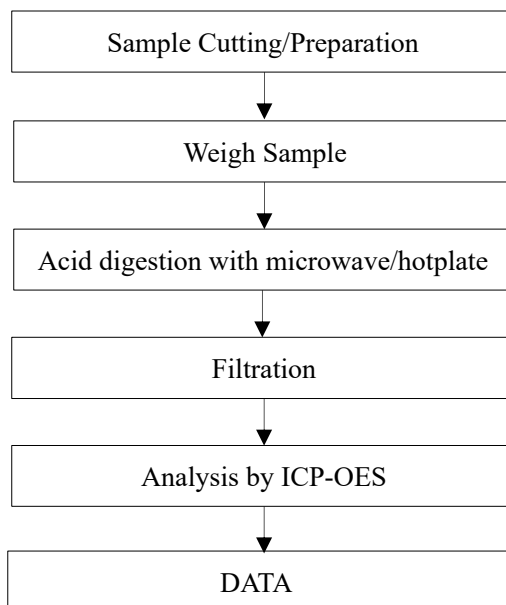 Sample Cutting/Preparation
Weigh Sample
Acid digestion with microwave/hotplate
Filtration
Analysis by ICP-OES
DATA